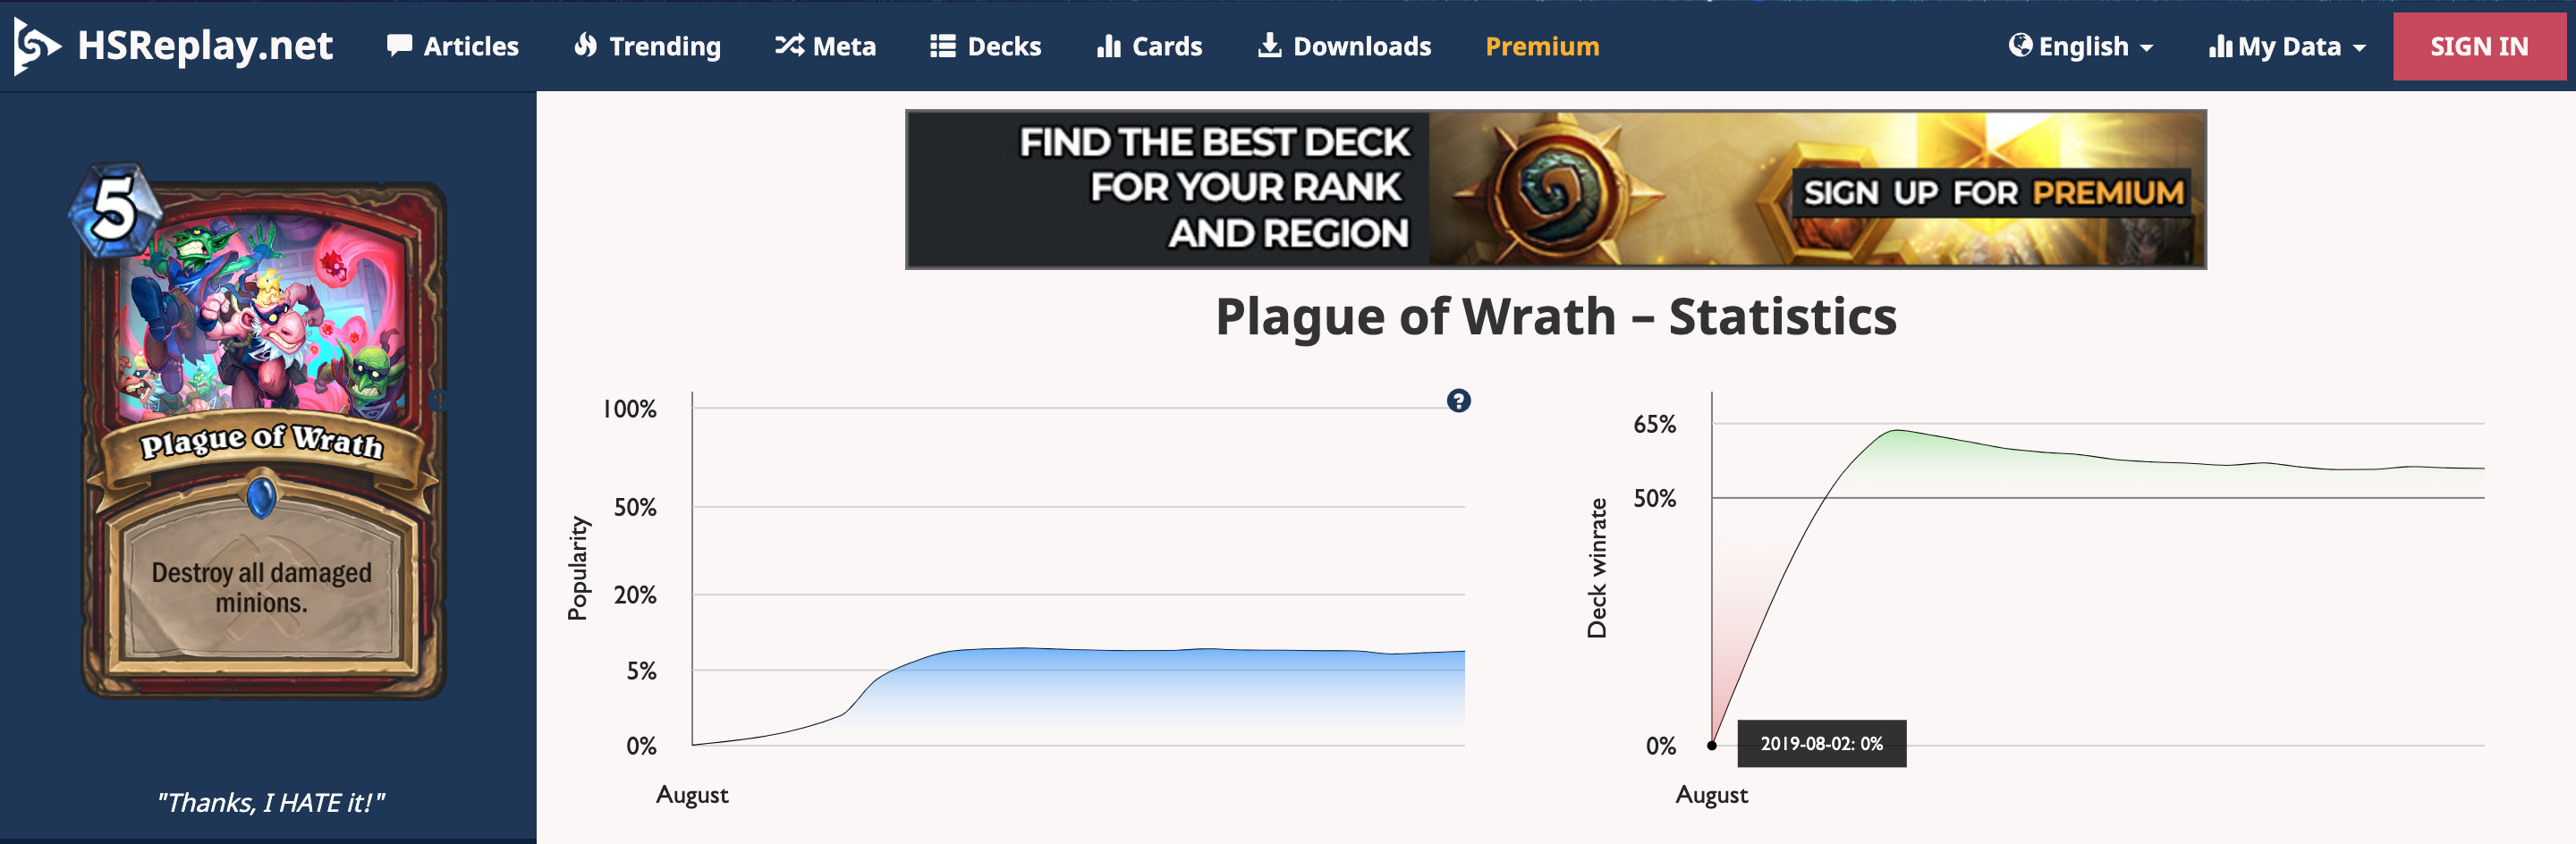 HSReplay.net
Articles
Trending
Meta
Decks
Cards
Downloads
Premium
English
My Data
SIGN IN
5
Plague of Wrath
Destroy all damaged
minions.
"Thanks, I HATE it!"
FIND THE BEST DECK
FOR YOUR RANK
AND REGION
SIGN UP FOR PREMIUM
Plague of Wrath – Statistics
?
Popularity
100%
50%
20%
5%
0%
August
Deck winrate
65%
50%
0%
2019-08-02: 0%
August